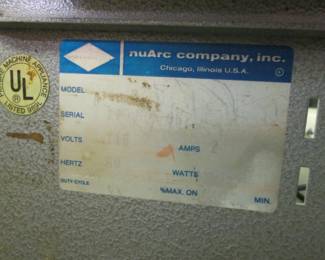 nuArc company, inc.
Chicago, Illinois U.S.A.
MACHINE APPLIANCE
UL
LISTED
MODEL
SERIAL
VOLTS AMPS
HERTZ WATTS
DUTY-CYCLE %MAX. ON MIN.